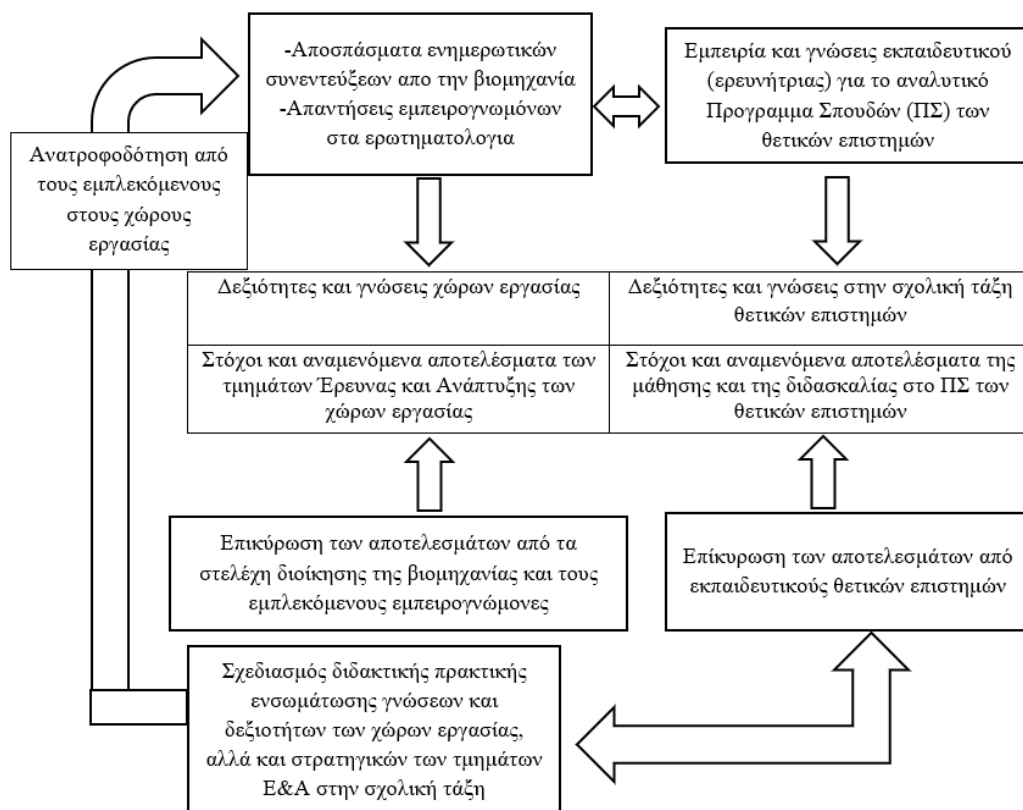 -Αποσπάσματα ενημερωτικών
συνεντεύξεων απο την βιομηχανία
-Απαντήσεις εμπειρογνωμόνων
στα ερωτηματολογια
Εμπειρία και γνώσεις εκπαιδευτικού
(ερευνήτριας) για το αναλυτικό
Πρόγραμμα Σπουδών (ΠΣ) των
θετικών επιστημών
Ανατροφοδότηση από
τους εμπλεκόμενους
στους χώρους
εργασίας
Δεξιότητες και γνώσεις χώρων εργασίας
Δεξιότητες και γνώσεις στην σχολική τάξη
θετικών επιστημών
Στόχοι και αναμενόμενα αποτελέσματα των
τμημάτων Έρευνας και Ανάπτυξης των
χώρων εργασίας
Στόχοι και αναμενόμενα αποτελέσματα της
μάθησης και της διδασκαλίας στο ΠΣ των
θετικών επιστημών
Επικύρωση των αποτελεσμάτων από τα
στελέχη διοίκησης της βιομηχανίας και τους
εμπλεκόμενους εμπειρογνώμονες
Επίκυρωση των αποτελεσμάτων από
εκπαιδευτικούς θετικών επιστημών
Σχεδιασμός διδακτικής πρακτικής
ενσωμάτωσης γνώσεων και
δεξιοτήτων των χώρων εργασίας,
αλλά και στρατηγικών των τμημάτων
Ε&Α στην σχολική τάξη